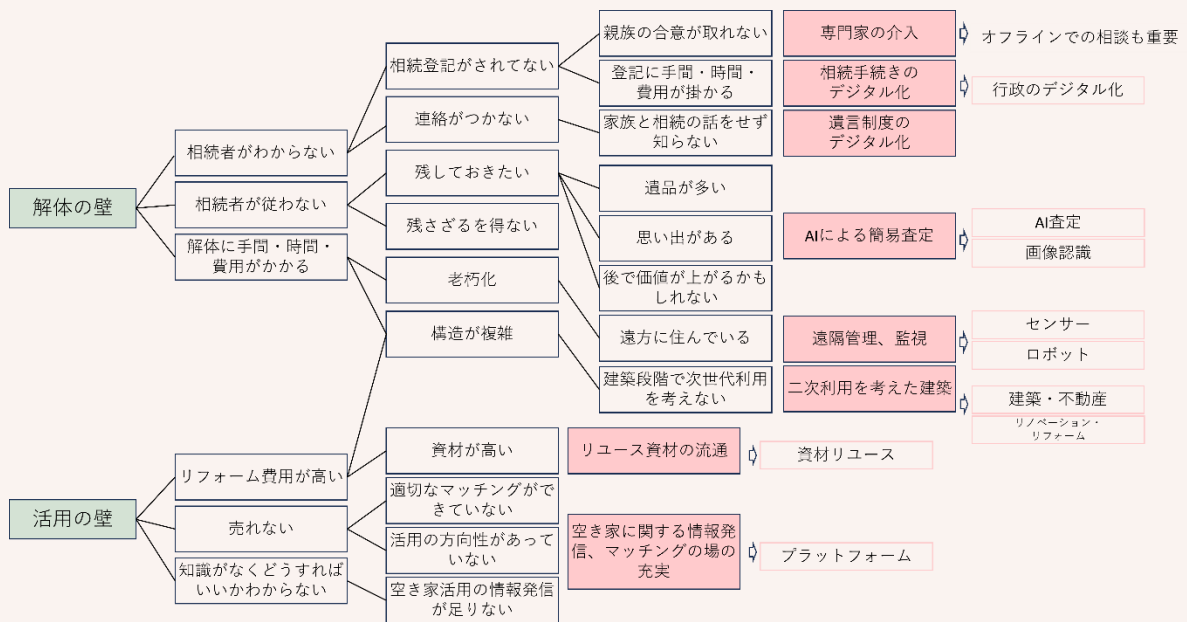 解体の壁
相続者がわからない
相続者が従わない
解体に手間・時間・
費用がかかる
相続登記がされてない
連絡がつかない
残しておきたい
残さざるを得ない
老朽化
構造が複雑
親族の合意が取れない
登記に手間・時間・
費用が掛かる
家族と相続の話をせず
知らない
遺品が多い
思い出がある
後で価値が上がるかも
しれない
遠方に住んでいる
建築段階で次世代利用
を考えない
専門家の介入
相続手続きの
デジタル化
遺言制度の
デジタル化
AIによる簡易査定
遠隔管理、監視
二次利用を考えた建築
オフラインでの相談も重要
行政のデジタル化
AI査定
画像認識
センサー
ロボット
建築・不動産
リノベーション・
リフォーム
活用の壁
リフォーム費用が高い
売れない
知識がなくどうすれば
いいかわからない
資材が高い
適切なマッチングがで
きていない
活用の方向性があって
いない
空き家活用の情報発信
が足りない
リユース資材の流通
空き家に関する情報発
信、マッチングの場の
充実
資材リユース
プラットフォーム